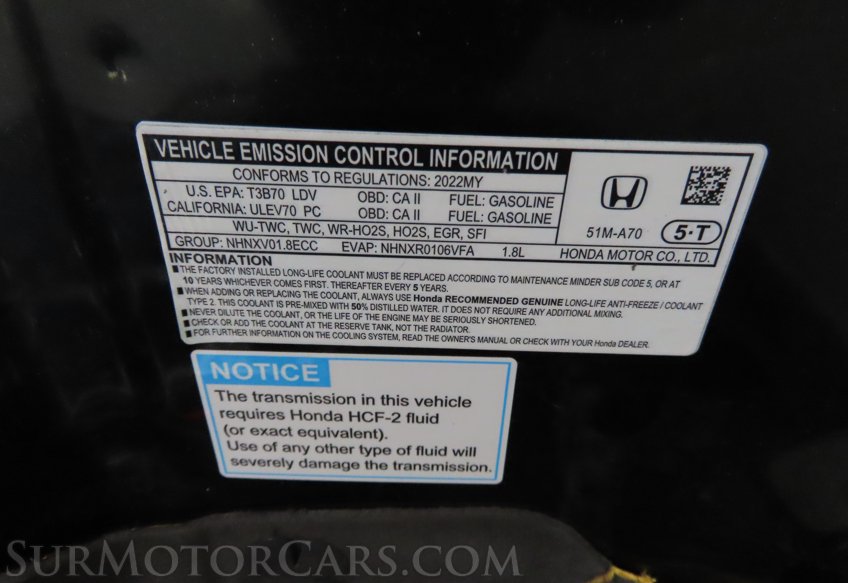 VEHICLE EMISSION CONTROL INFORMATION
CONFORMS TO REGULATIONS: 2022MY
U.S. EPA: T3B70 LDV OBD: CA II FUEL: GASOLINE
CALIFORNIA: ULEV70 PC OBD: CA II FUEL: GASOLINE
WU-TWC, TWC, WR-HO2S, HO2S, EGR, SFI
GROUP: NHNXV01.8ECC EVAP: NHNXR0106VFA 1.8L
51M-A70 5·T
HONDA MOTOR CO., LTD.
INFORMATION
■THE FACTORY INSTALLED LONG-LIFE COOLANT MUST BE REPLACED ACCORDING TO MAINTENANCE MINDER SUB CODE 5, OR AT
10 YEARS WHICHEVER COMES FIRST. THEREAFTER EVERY 5 YEARS.
■WHEN ADDING OR REPLACING THE COOLANT, ALWAYS USE Honda RECOMMENDED GENUINE LONG-LIFE ANTI-FREEZE / COOLANT
TYPE 2. THIS COOLANT IS PRE-MIXED WITH 50% DISTILLED WATER. IT DOES NOT REQUIRE ANY ADDITIONAL MIXING.
■NEVER DILUTE THE COOLANT, OR THE LIFE OF THE ENGINE MAY BE SERIOUSLY SHORTENED.
■CHECK OR ADD THE COOLANT AT THE RESERVE TANK, NOT THE RADIATOR.
■FOR FURTHER INFORMATION ON THE COOLING SYSTEM, READ THE OWNER'S MANUAL OR CHECK WITH YOUR Honda DEALER.
NOTICE
The transmission in this vehicle
requires Honda HCF-2 fluid
(or exact equivalent).
Use of any other type of fluid will
severely damage the transmission.
SurMotorCars.com